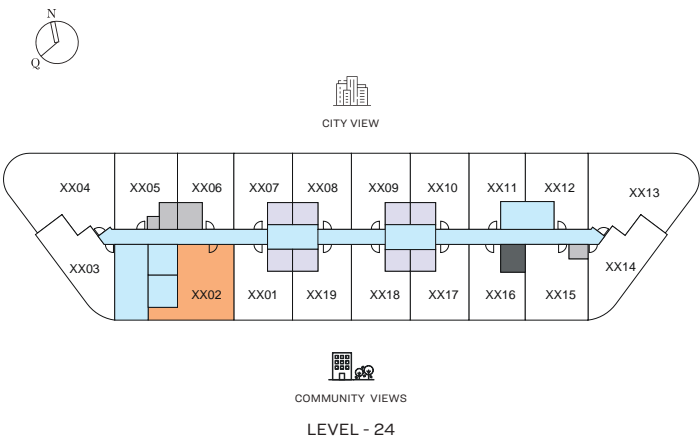 N
Q
CITY VIEW
XX04 XX05 XX06 XX07 XX08 XX09 XX10 XX11 XX12 XX13
XX03 XX14
XX02 XX01 XX19 XX18 XX17 XX16 XX15
COMMUNITY VIEWS
LEVEL - 24